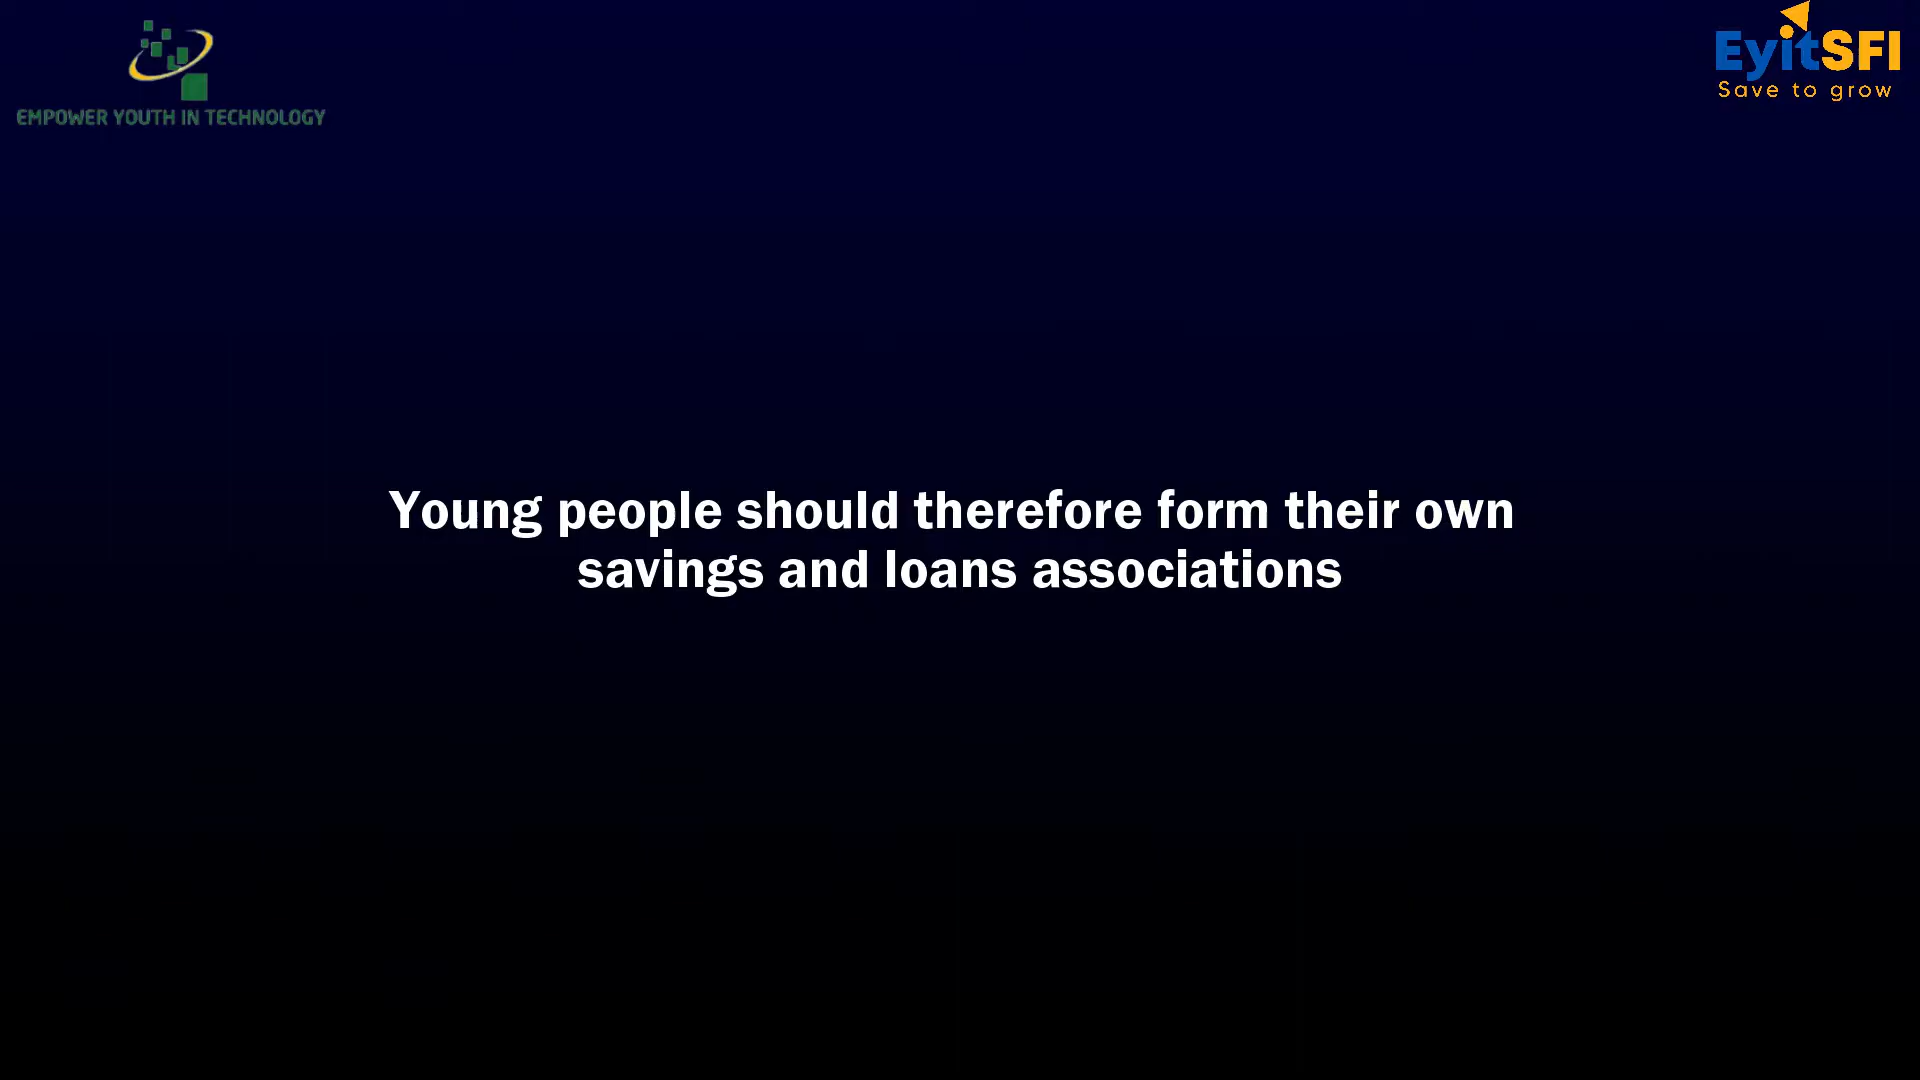 EMPOWER YOUTH IN TECHNOLOGY
EyitSFI
Save to grow
Young people should therefore form their own
savings and loans associations